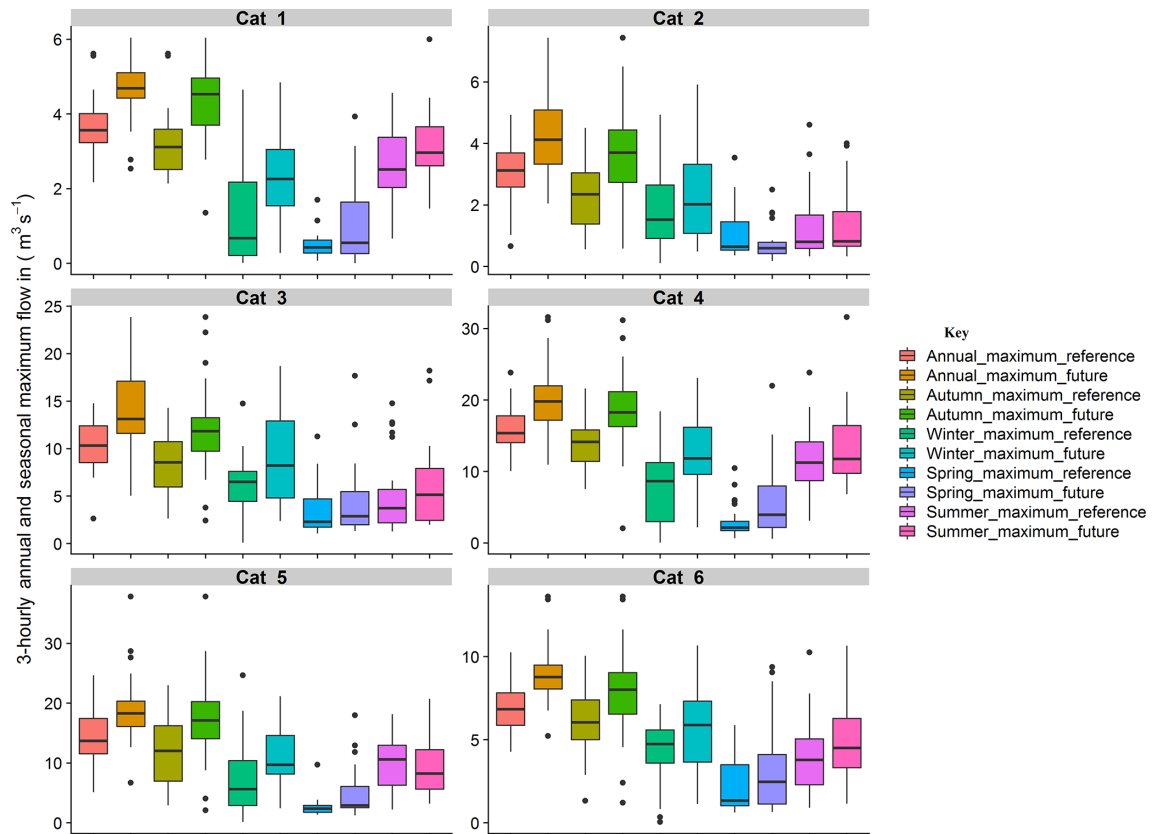 3-hourly annual and seasonal maximum flow in ( m³ s⁻¹)
Cat 1
6
4
2
0
Cat 2
6
4
2
0
Cat 3
25
20
15
10
5
0
Cat 4
30
20
10
0
Cat 5
30
20
10
0
Cat 6
10
5
0
Key
Annual_maximum_reference
Annual_maximum_future
Autumn_maximum_reference
Autumn_maximum_future
Winter_maximum_reference
Winter_maximum_future
Spring_maximum_reference
Spring_maximum_future
Summer_maximum_reference
Summer_maximum_future